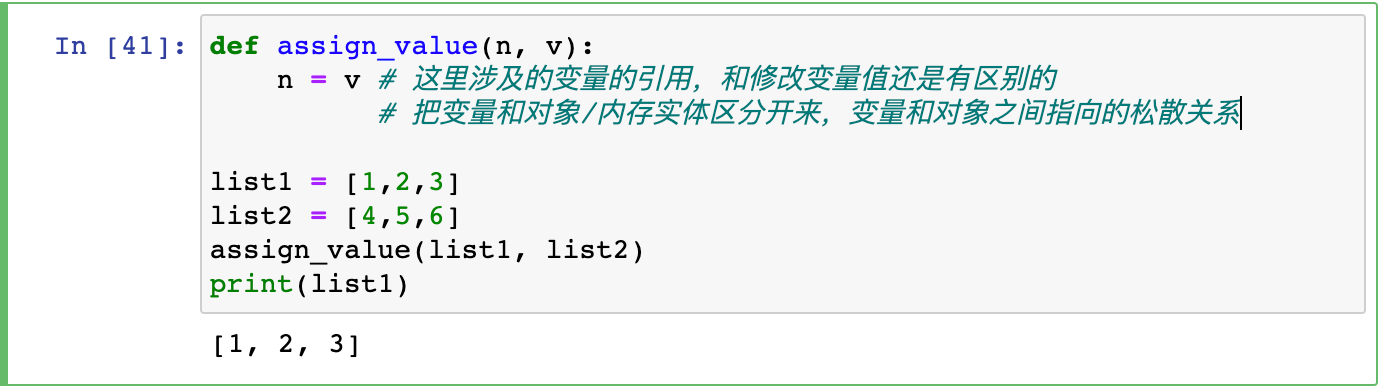 In [41]: def assign_value(n, v):
    n = v # 这里涉及的变量的引用，和修改变量值还是有区别的
          # 把变量和对象/内存实体区分开来，变量和对象之间指向的松散关系
list1 = [1,2,3]
list2 = [4,5,6]
assign_value(list1, list2)
print(list1)
[1, 2, 3]